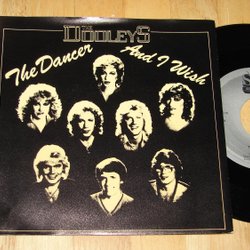 THE
DOOLEYS
The Dancer
And I Wish